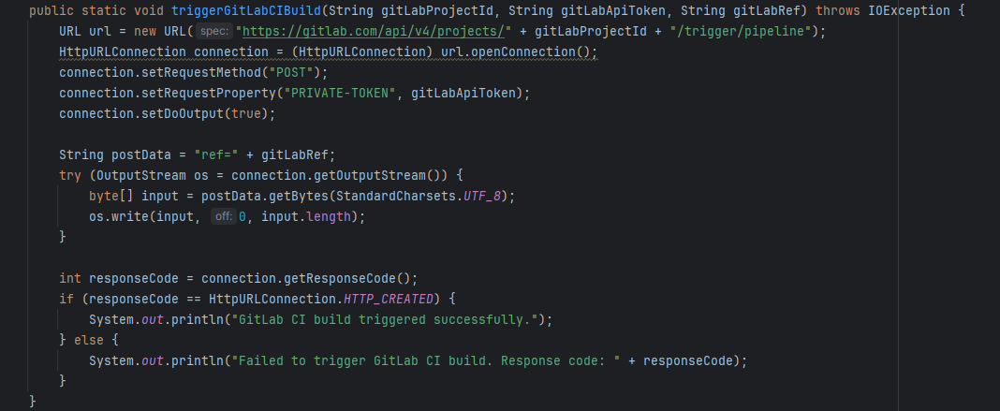 public static void triggerGitLabCIBuild(String gitLabProjectId, String gitLabApiToken, String gitLabRef) throws IOException {
    URL url = new URL( spec: "https://gitlab.com/api/v4/projects/" + gitLabProjectId + "/trigger/pipeline");
    HttpURLConnection connection = (HttpURLConnection) url.openConnection();
    connection.setRequestMethod("POST");
    connection.setRequestProperty("PRIVATE-TOKEN", gitLabApiToken);
    connection.setDoOutput(true);

    String postData = "ref=" + gitLabRef;
    try (OutputStream os = connection.getOutputStream()) {
        byte[] input = postData.getBytes(StandardCharsets.UTF_8);
        os.write(input, off: 0, input.length);
    }

    int responseCode = connection.getResponseCode();
    if (responseCode == HttpURLConnection.HTTP_CREATED) {
        System.out.println("GitLab CI build triggered successfully.");
    } else {
        System.out.println("Failed to trigger GitLab CI build. Response code: " + responseCode);
    }
}